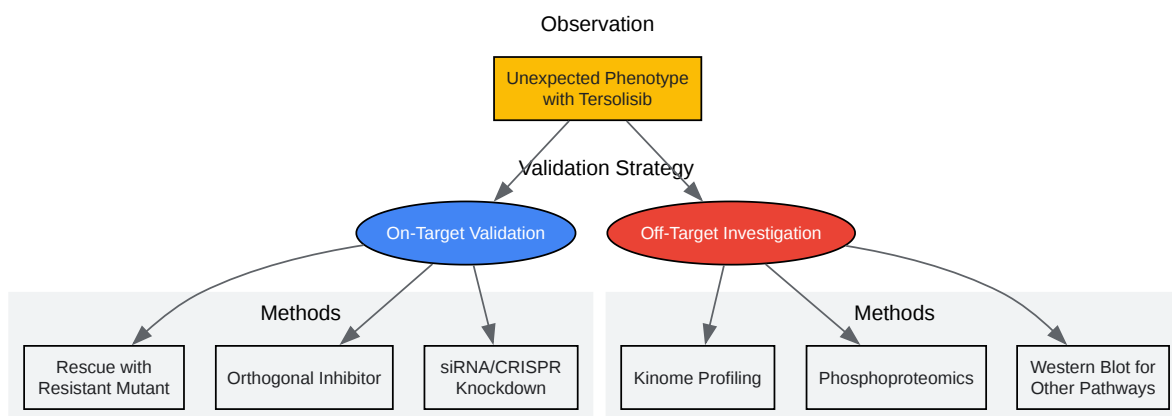 Observation
Unexpected Phenotype
with Tersolisib
Validation Strategy
On-Target Validation
Off-Target Investigation
Methods
Rescue with
Resistant Mutant
Orthogonal Inhibitor
siRNA/CRISPR
Knockdown
Methods
Kinome Profiling
Phosphoproteomics
Western Blot for
Other Pathways